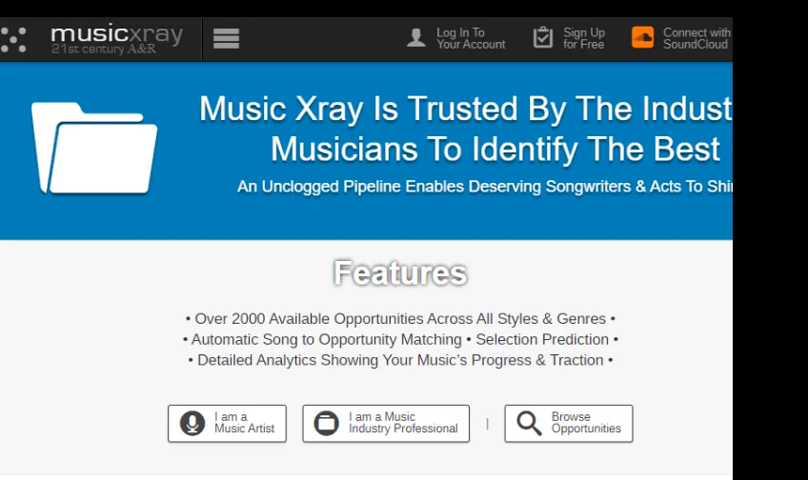 musicxray
21st century A&R
Log In To
Your Account
Sign Up
for Free
Connect with
SoundCloud
Music Xray Is Trusted By The Indust
Musicians To Identify The Best
An Unclogged Pipeline Enables Deserving Songwriters & Acts To Shi
Features
• Over 2000 Available Opportunities Across All Styles & Genres •
• Automatic Song to Opportunity Matching • Selection Prediction •
• Detailed Analytics Showing Your Music's Progress & Traction •
I am a
Music Artist
I am a Music
Industry Professional
|
Browse
Opportunities